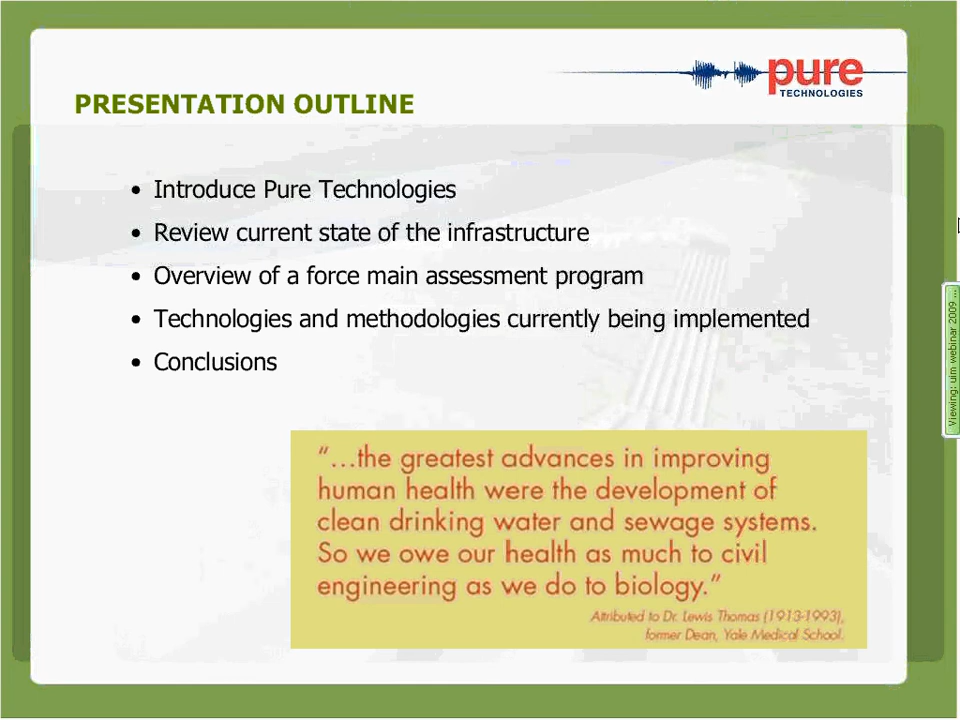 pure
TECHNOLOGIES
PRESENTATION OUTLINE
• Introduce Pure Technologies
• Review current state of the infrastructure
• Overview of a force main assessment program
• Technologies and methodologies currently being implemented
• Conclusions
"...the greatest advances in improving
human health were the development of
clean drinking water and sewage systems.
So we owe our health as much to civil
engineering as we do to biology."
Attributed to Dr. Lewis Thomas (1913-1993),
former Dean, Yale Medical School.
Viewing: uim webinar 2009 ...